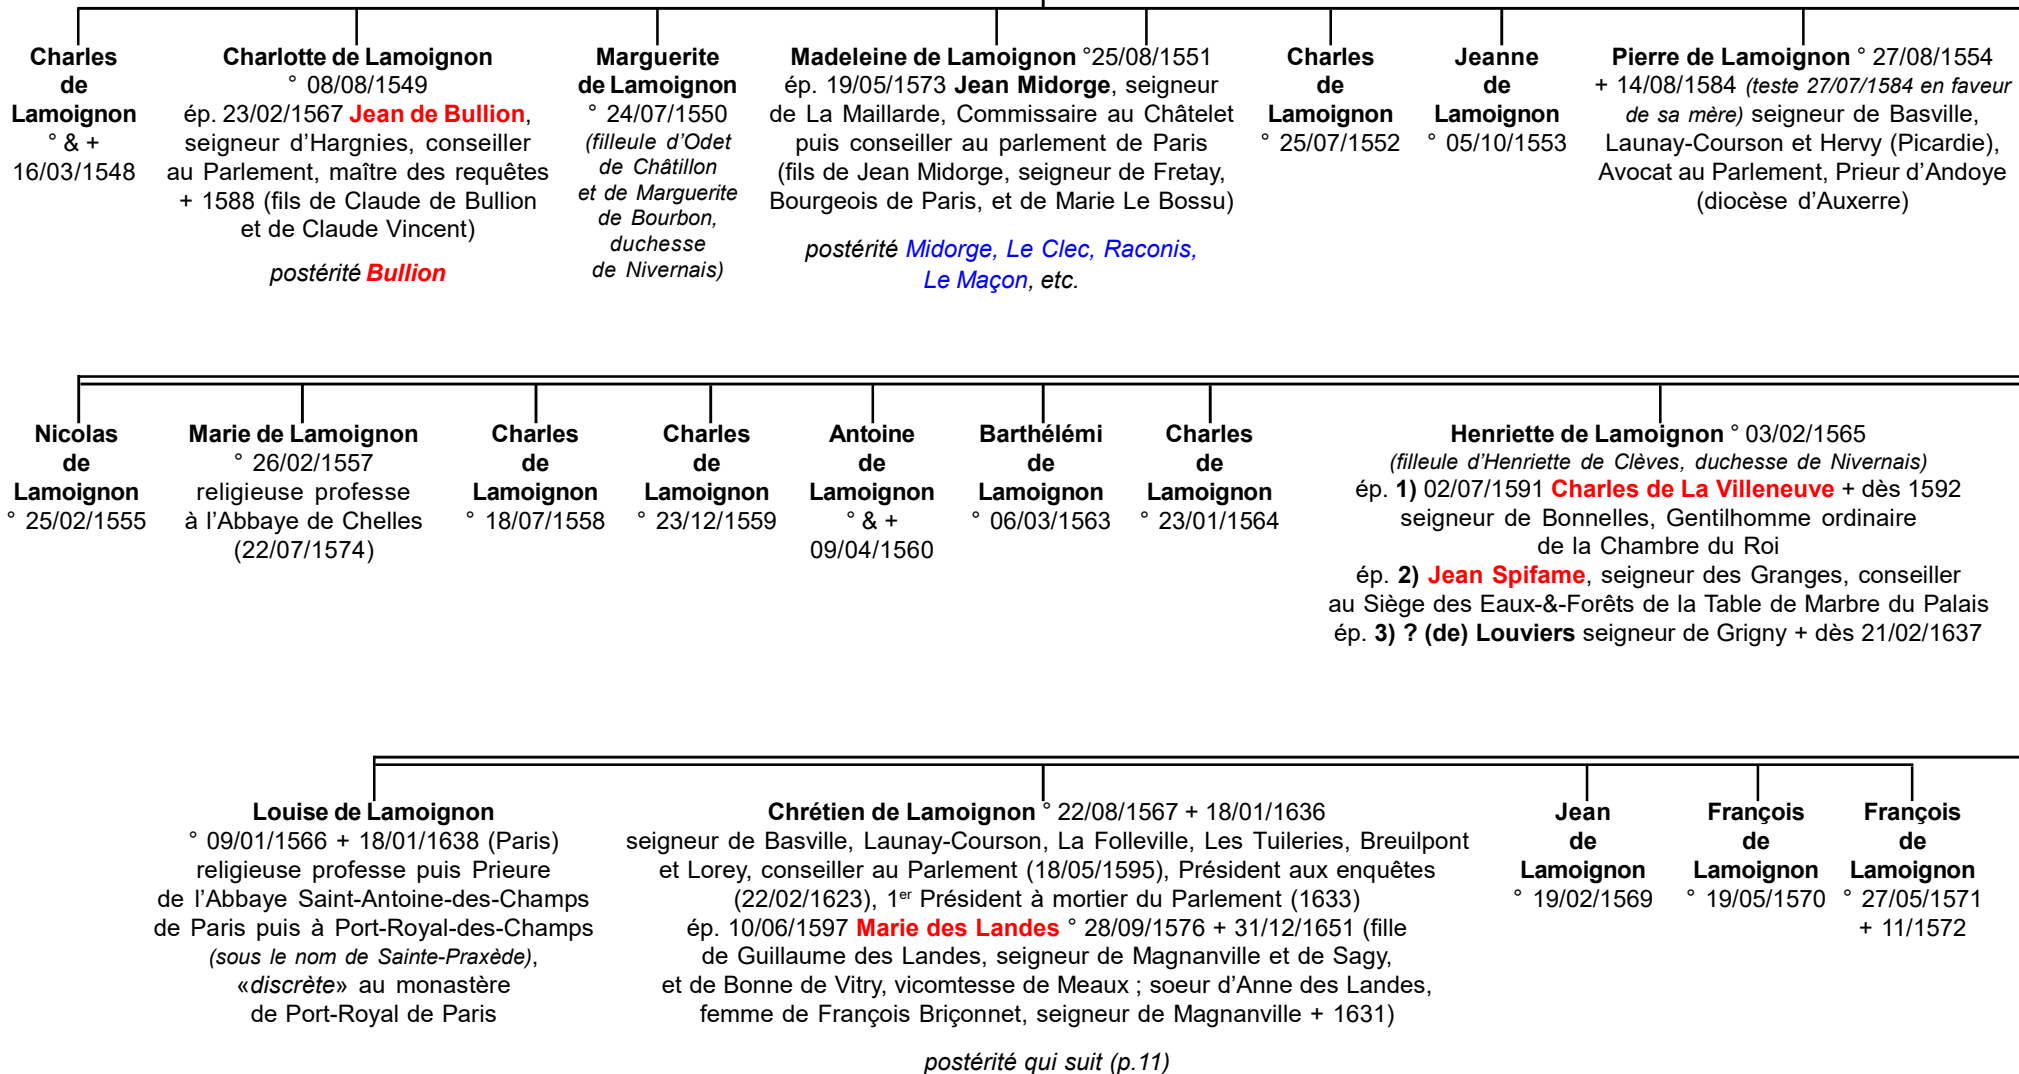 Charles
de
Lamoignon
° & +
16/03/1548
Charlotte de Lamoignon
° 08/08/1549
ép. 23/02/1567 Jean de Bullion,
seigneur d'Hargnies, conseiller
au Parlement, maître des requêtes
+ 1588 (fils de Claude de Bullion
et de Claude Vincent)
postérité Bullion
Marguerite
de Lamoignon
° 24/07/1550
(filleule d'Odet
de Châtillon
et de Marguerite
de Bourbon,
duchesse
de Nivernais)
Madeleine de Lamoignon °25/08/1551
ép. 19/05/1573 Jean Midorge, seigneur
de La Maillarde, Commissaire au Châtelet
puis conseiller au parlement de Paris
(fils de Jean Midorge, seigneur de Fretay,
Bourgeois de Paris, et de Marie Le Bossu)
postérité Midorge, Le Clec, Raconis,
Le Maçon, etc.
Charles
de
Lamoignon
° 25/07/1552
Jeanne
de
Lamoignon
° 05/10/1553
Pierre de Lamoignon ° 27/08/1554
+ 14/08/1584 (teste 27/07/1584 en faveur
de sa mère) seigneur de Basville,
Launay-Courson et Hervy (Picardie),
Avocat au Parlement, Prieur d'Andoye
(diocèse d'Auxerre)
Nicolas
de
Lamoignon
° 25/02/1555
Marie de Lamoignon
° 26/02/1557
religieuse professe
à l'Abbaye de Chelles
(22/07/1574)
Charles
de
Lamoignon
° 18/07/1558
Charles
de
Lamoignon
° 23/12/1559
Antoine
de
Lamoignon
° & +
09/04/1560
Barthélémi
de
Lamoignon
° 06/03/1563
Charles
de
Lamoignon
° 23/01/1564
Henriette de Lamoignon ° 03/02/1565
(filleule d'Henriette de Clèves, duchesse de Nivernais)
ép. 1) 02/07/1591 Charles de La Villeneuve + dès 1592
seigneur de Bonnelles, Gentilhomme ordinaire
de la Chambre du Roi
ép. 2) Jean Spifame, seigneur des Granges, conseiller
au Siège des Eaux-&-Forêts de la Table de Marbre du Palais
ép. 3) ? (de) Louviers seigneur de Grigny + dès 21/02/1637
Louise de Lamoignon
° 09/01/1566 + 18/01/1638 (Paris)
religieuse professe puis Prieure
de l'Abbaye Saint-Antoine-des-Champs
de Paris puis à Port-Royal-des-Champs
(sous le nom de Sainte-Praxède),
«discrète» au monastère
de Port-Royal de Paris
Chrétien de Lamoignon ° 22/08/1567 + 18/01/1636
seigneur de Basville, Launay-Courson, La Folleville, Les Tuileries, Breuilpont
et Lorey, conseiller au Parlement (18/05/1595), Président aux enquêtes
(22/02/1623), 1er Président à mortier du Parlement (1633)
ép. 10/06/1597 Marie des Landes ° 28/09/1576 + 31/12/1651 (fille
de Guillaume des Landes, seigneur de Magnanville et de Sagy,
et de Bonne de Vitry, vicomtesse de Meaux ; soeur d'Anne des Landes,
femme de François Briçonnet, seigneur de Magnanville + 1631)
postérité qui suit (p.11)
Jean
de
Lamoignon
° 19/02/1569
François
de
Lamoignon
° 19/05/1570
François
de
Lamoignon
° 27/05/1571
+ 11/1572